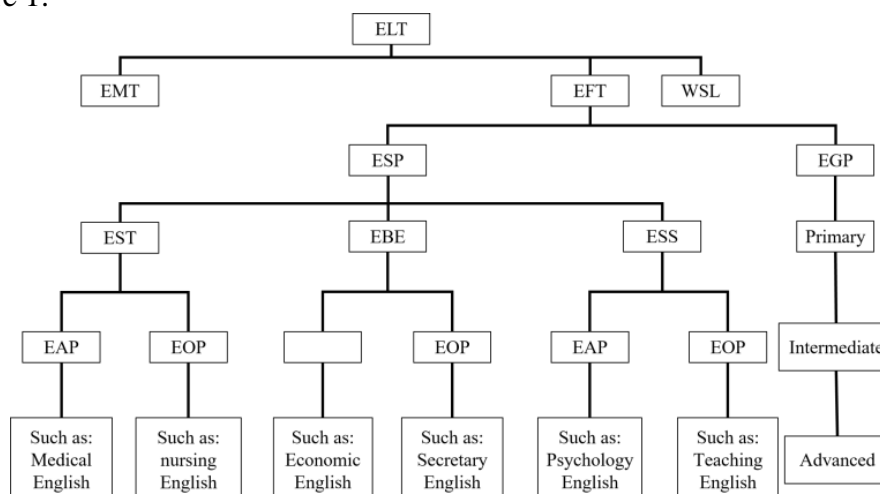 e 1.
ELT
EMT
EFT
WSL
ESP
EGP
EST
EBE
ESS
Primary
EAP
EOP
EOP
EAP
EOP
Intermediate
Such as:
Medical
English
Such as:
nursing
English
Such as:
Economic
English
Such as:
Secretary
English
Such as:
Psychology
English
Such as:
Teaching
English
Advanced